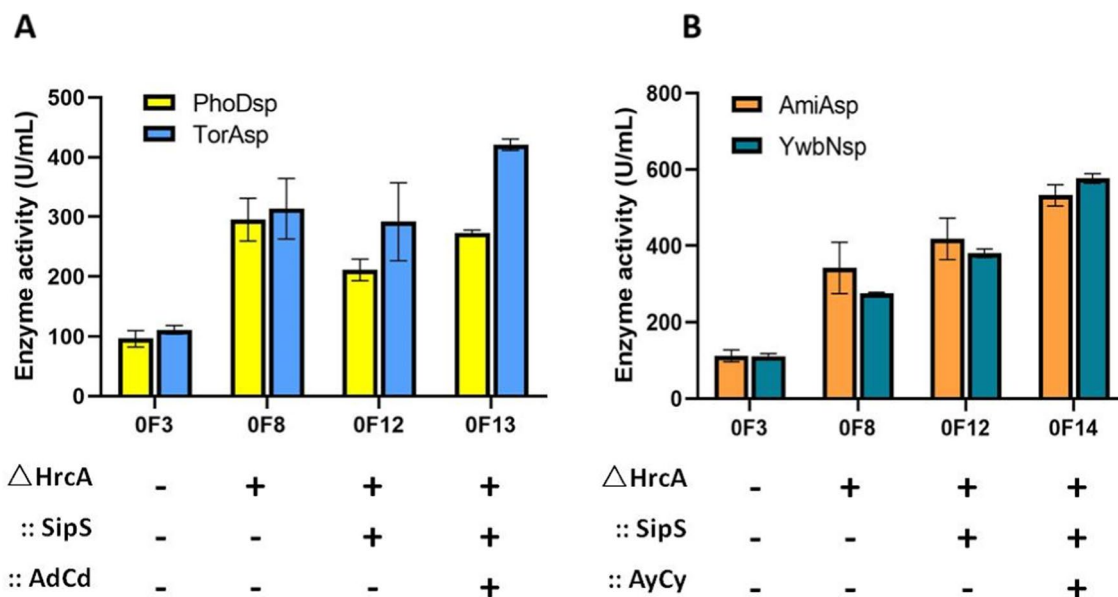 A
Enzyme activity (U/mL)
500
400
300
200
100
0
PhoDsp
TorAsp
0F3 0F8 0F12 0F13
△HrcA - + + +
:: SipS - - + +
:: AdCd - - - +
B
Enzyme activity (U/mL)
800
600
400
200
0
AmiAsp
YwbNsp
0F3 0F8 0F12 0F14
△HrcA - + + +
:: SipS - - + +
:: AyCy - - - +